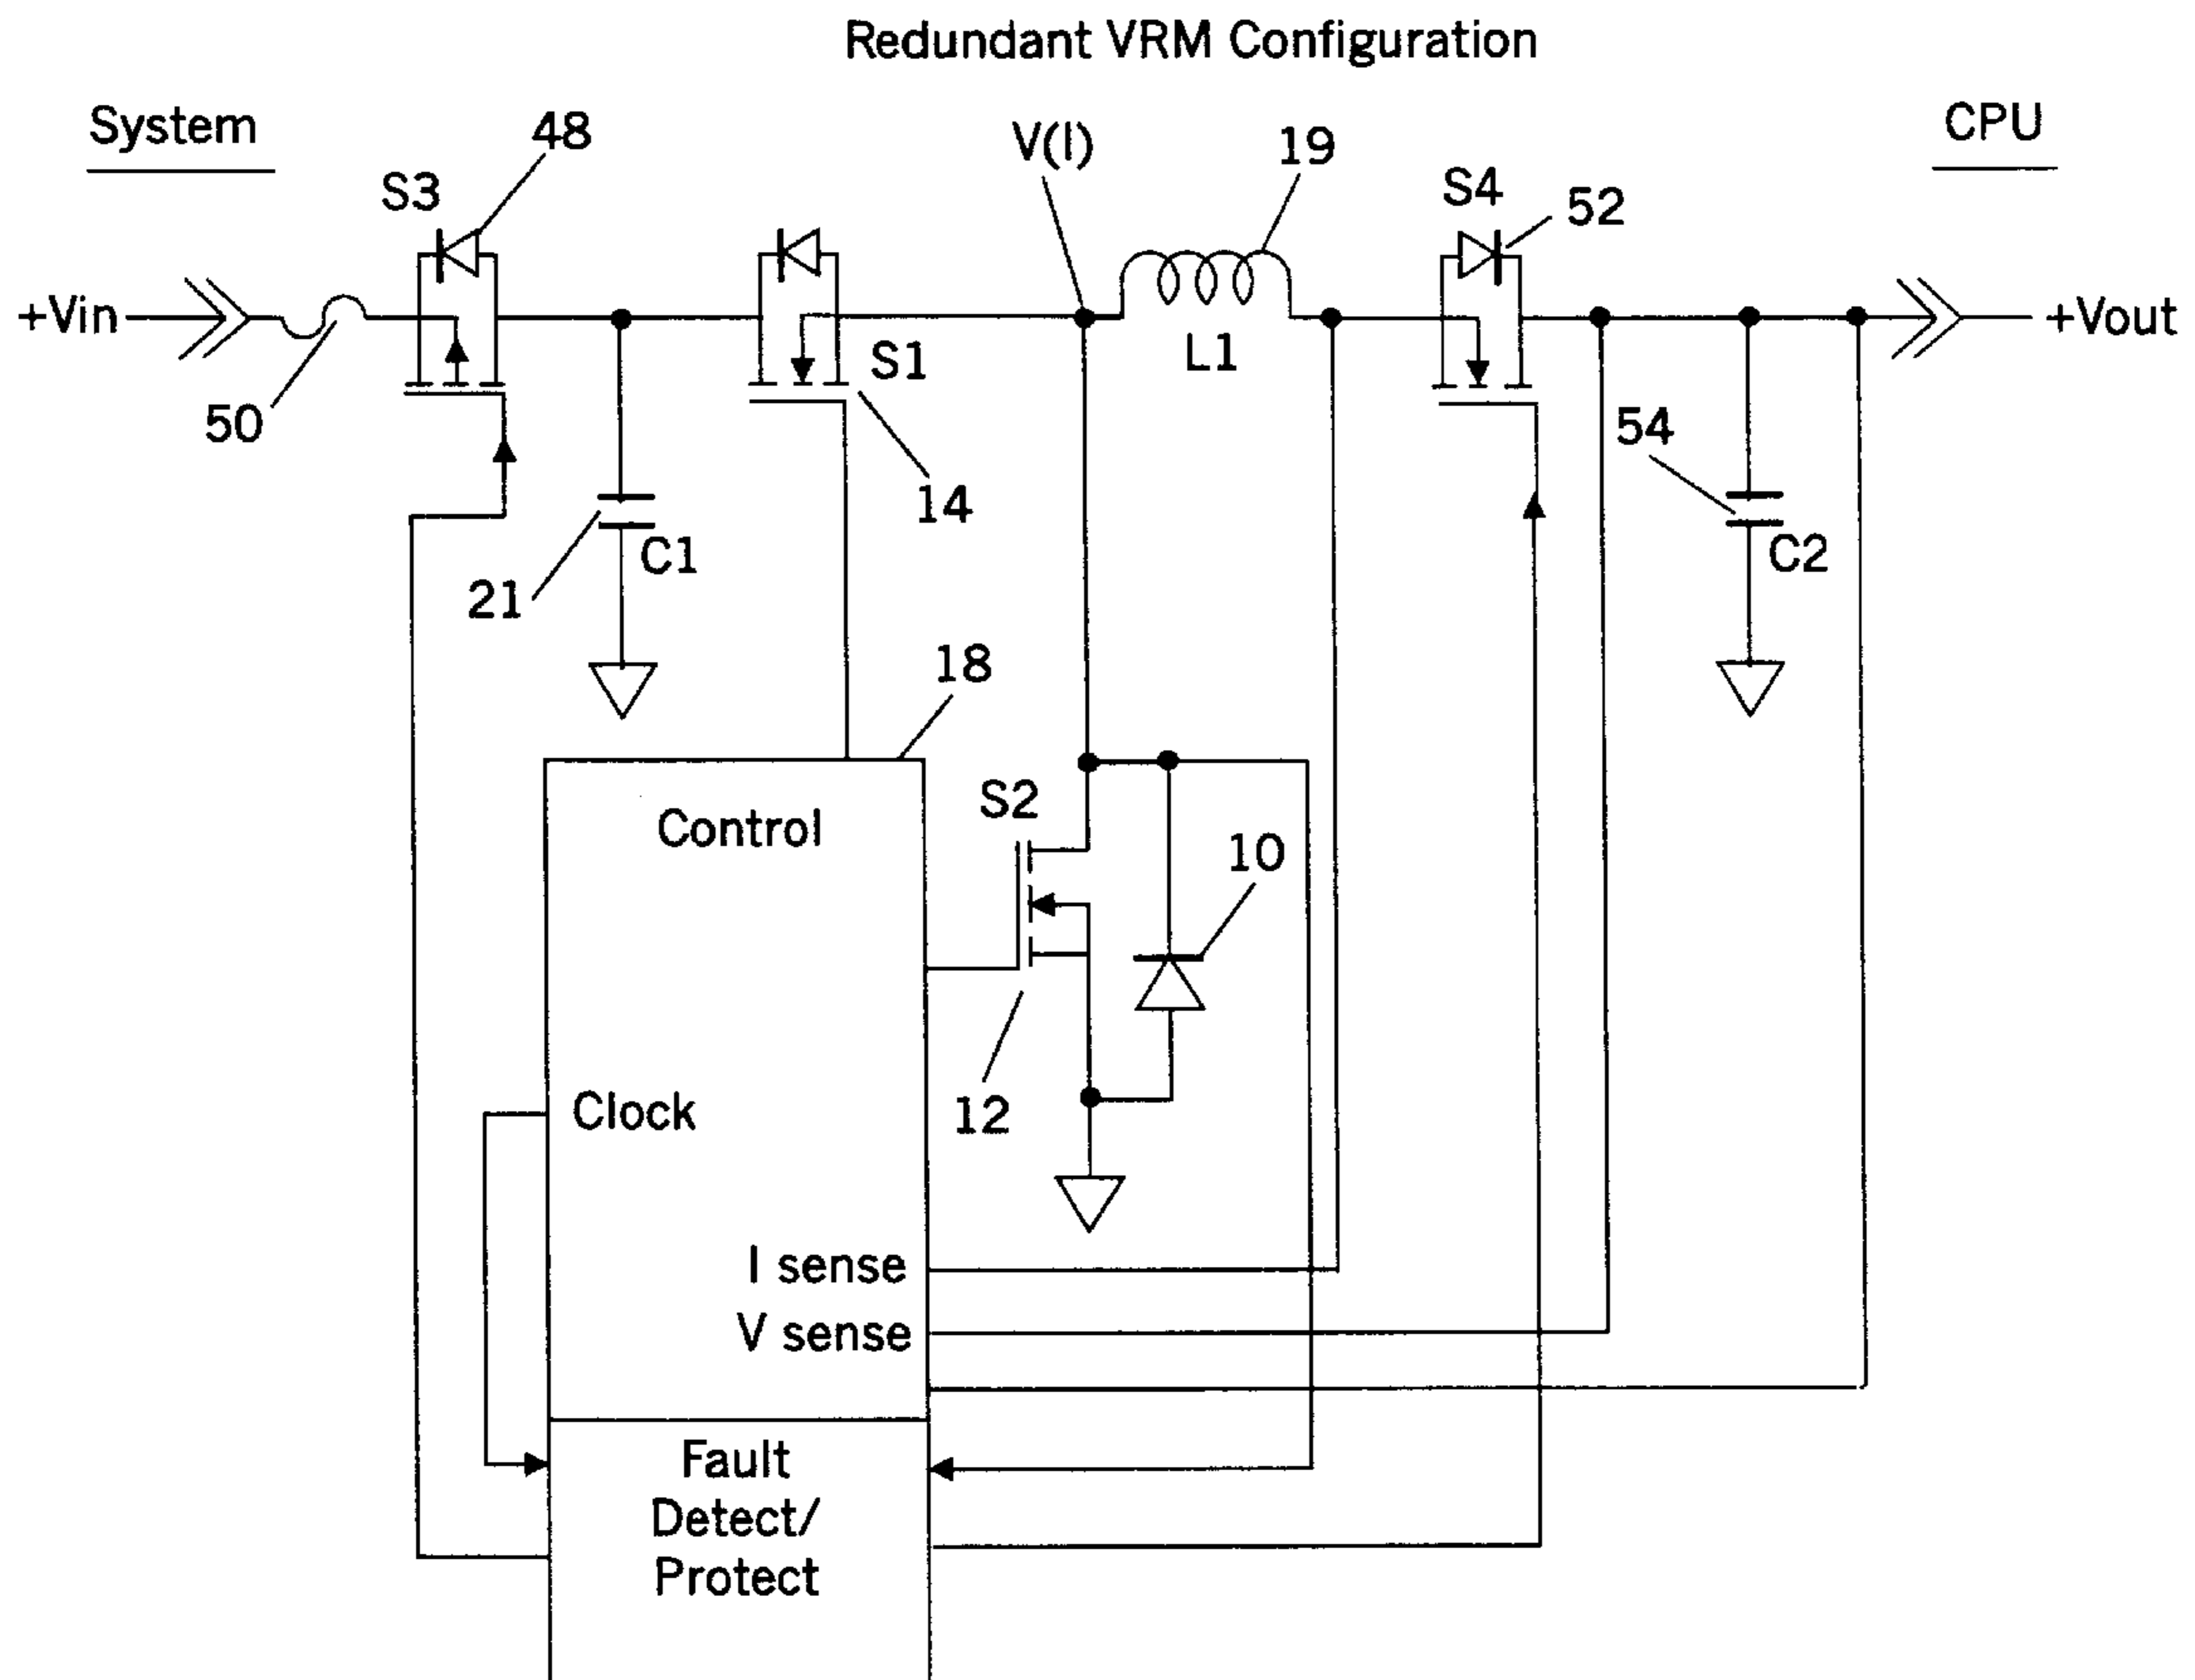 Redundant VRM Configuration
System
CPU
48
V(I)
19
S3
S4
52
+Vin
+Vout
S1
L1
50
14
54
C1
C2
21
18
Control
S2
10
Clock
12
I sense
V sense
Fault
Detect/
Protect